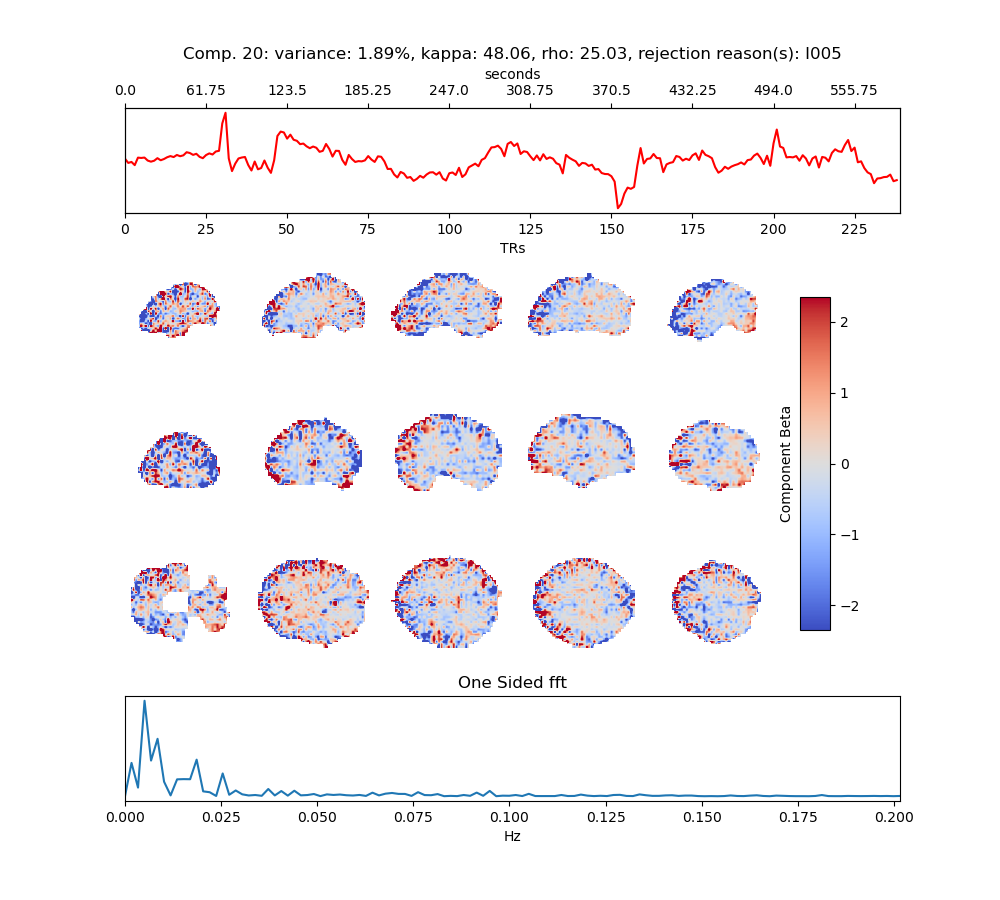 Comp. 20: variance: 1.89%, kappa: 48.06, rho: 25.03, rejection reason(s): I005
seconds
0.0 61.75 123.5 185.25 247.0 308.75 370.5 432.25 494.0 555.75
0 25 50 75 100 125 150 175 200 225
TRs
2
1
0
−1
−2
Component Beta
One Sided fft
0.000 0.025 0.050 0.075 0.100 0.125 0.150 0.175 0.200
Hz